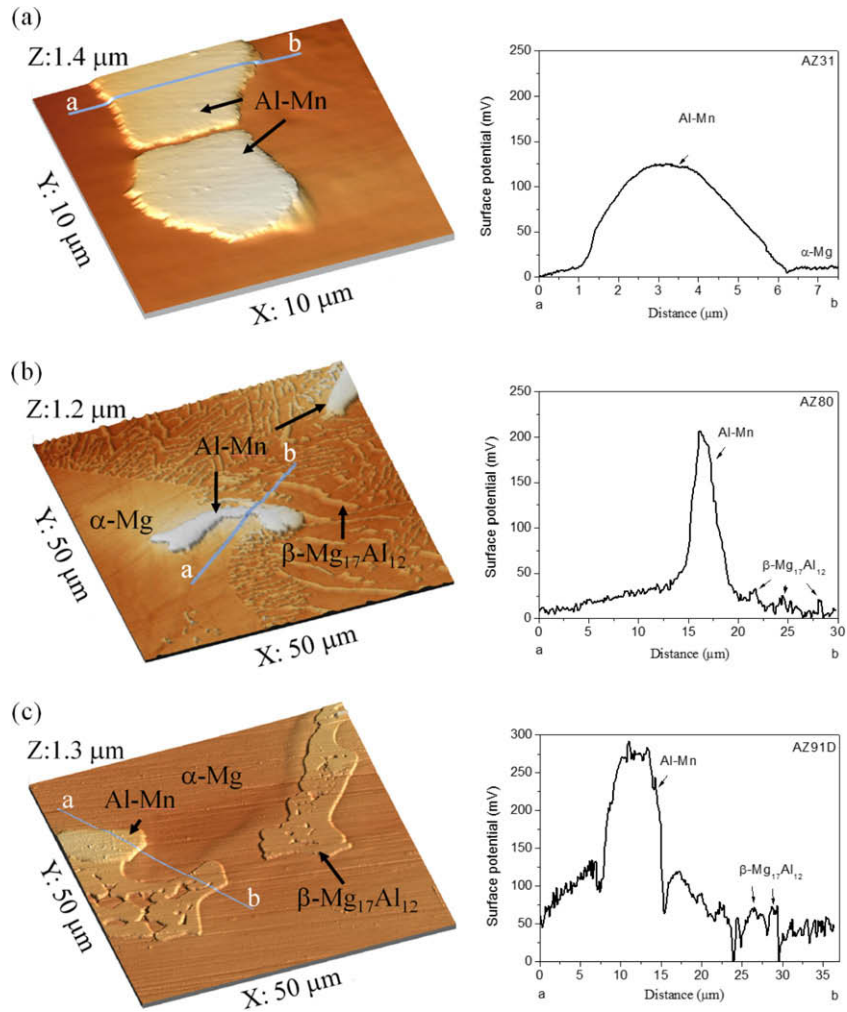 (a)
Z:1.4 μm
b
a
Al-Mn
Y: 10 μm
X: 10 μm
AZ31
Surface potential (mV)
250
200
150
100
50
0
Al-Mn
α-Mg
0 1 2 3 4 5 6 7
a b
Distance (μm)
(b)
Z:1.2 μm
Al-Mn
b
α-Mg
a
β-Mg₁₇Al₁₂
Y: 50 μm
X: 50 μm
AZ80
Surface potential (mV)
250
200
150
100
50
0
Al-Mn
β-Mg₁₇Al₁₂
0 5 10 15 20 25 30
a b
Distance (μm)
(c)
Z:1.3 μm
α-Mg
a
Al-Mn
b
β-Mg₁₇Al₁₂
Y: 50 μm
X: 50 μm
AZ91D
Surface potential (mV)
300
250
200
150
100
50
0
Al-Mn
β-Mg₁₇Al₁₂
0 5 10 15 20 25 30 35
a b
Distance (μm)